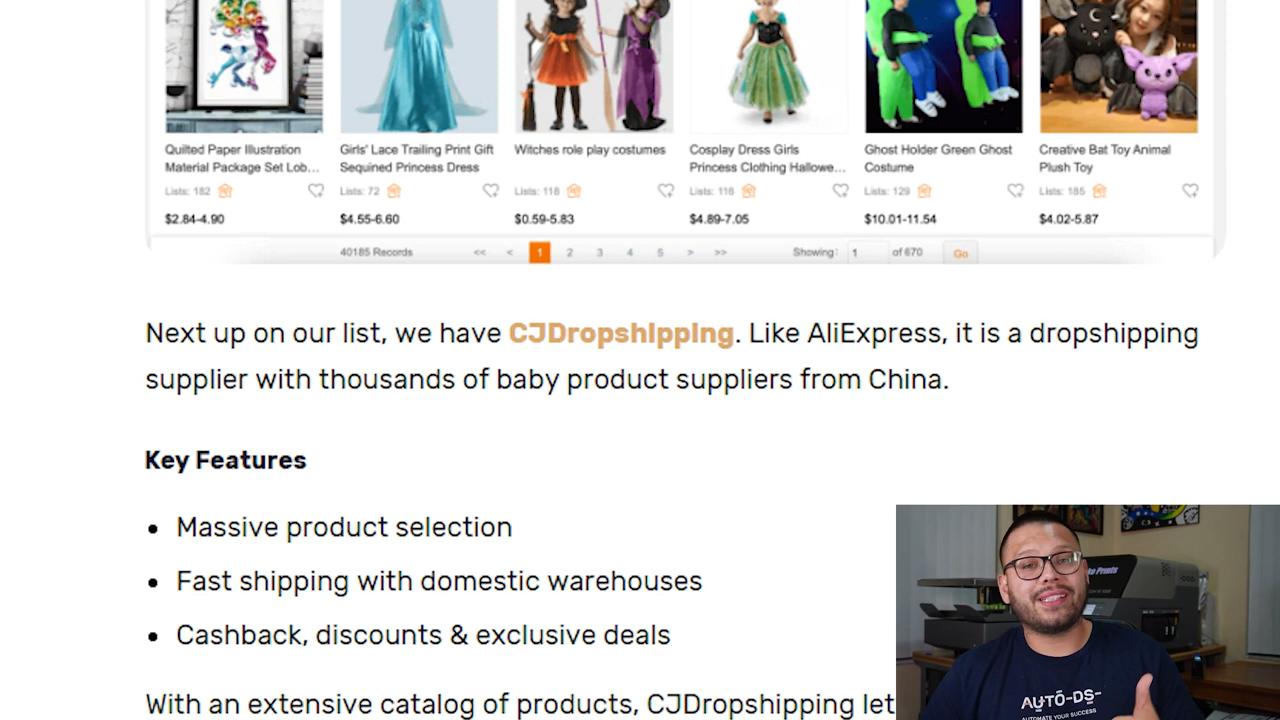 Quilted Paper Illustration Material Package Set Lob...
Lists: 182
$2.84-4.90
Girls' Lace Trailing Print Gift Sequined Princess Dress
Lists: 72
$4.55-6.60
Witches role play costumes
Lists: 118
$0.59-5.83
Cosplay Dress Girls Princess Clothing Hallowe...
Lists: 116
$4.89-7.05
Ghost Holder Green Ghost Costume
Lists: 129
$10.01-11.54
Creative Bat Toy Animal Plush Toy
Lists: 185
$4.02-5.87
40185 Records << < 1 2 3 4 5 > >> Showing: 1 of 670 Go
Next up on our list, we have CJDropshipping. Like AliExpress, it is a dropshipping
supplier with thousands of baby product suppliers from China.
Key Features
• Massive product selection
• Fast shipping with domestic warehouses
• Cashback, discounts & exclusive deals
With an extensive catalog of products, CJDropshipping let
AUTO-DS-
AUTOMATE YOUR SUCCESS